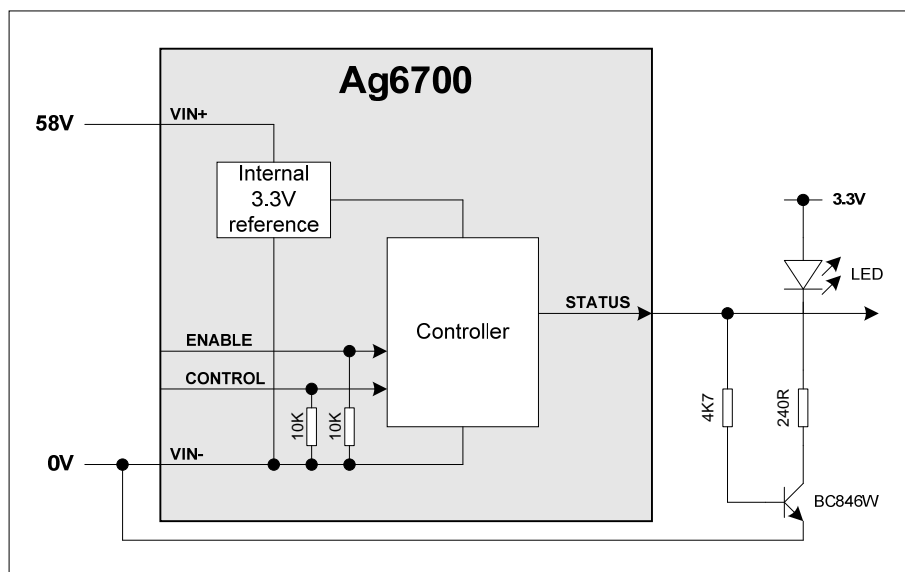 Ag6700
58V
VIN+
Internal
3.3V
reference
3.3V
LED
STATUS
Controller
ENABLE
CONTROL
10K
10K
4K7
240R
0V
VIN-
BC846W